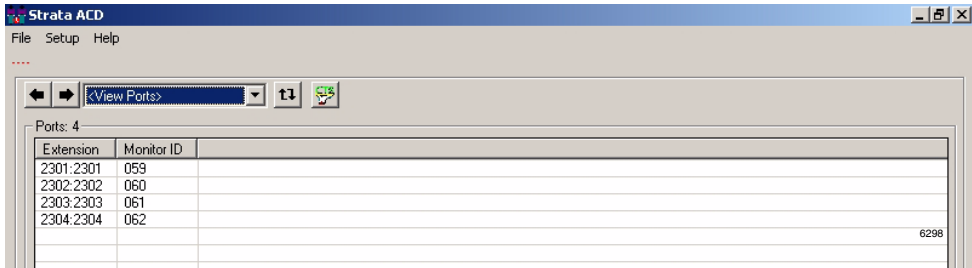 Strata ACD
File Setup Help
----
<View Ports>
Ports: 4
Extension Monitor ID
2301:2301 059
2302:2302 060
2303:2303 061
2304:2304 062
6298